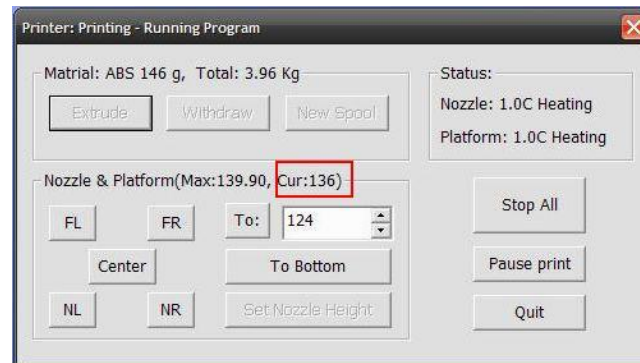 Printer: Printing - Running Program
Matrial: ABS 146 g, Total: 3.96 Kg
Extrude
Withdraw
New Spool
Status:
Nozzle: 1.0C Heating
Platform: 1.0C Heating
Nozzle & Platform(Max:139.90, Cur:136)
FL
FR
To:
124
Center
To Bottom
NL
NR
Set Nozzle Height
Stop All
Pause print
Quit